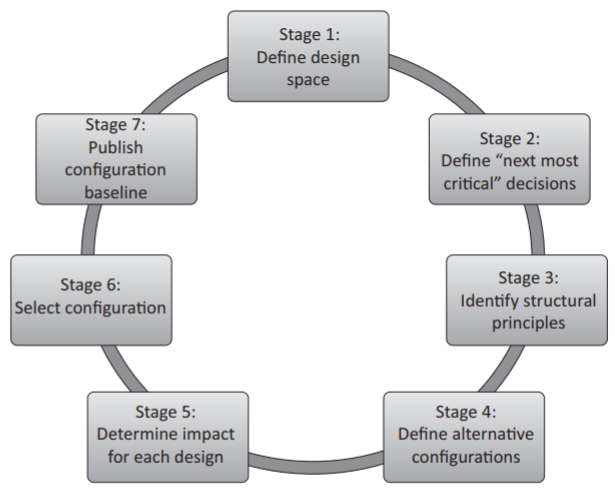 Stage 1:
Define design
space
Stage 2:
Define “next most
critical” decisions
Stage 3:
Identify structural
principles
Stage 4:
Define alternative
configurations
Stage 5:
Determine impact
for each design
Stage 6:
Select configuration
Stage 7:
Publish
configuration
baseline